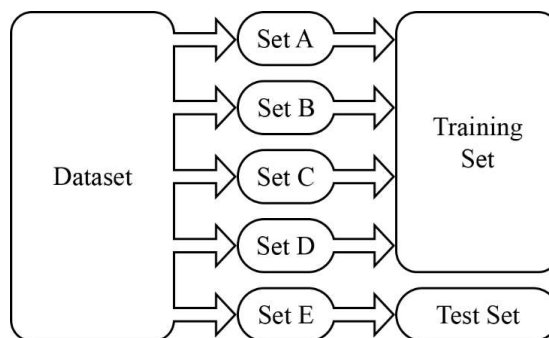 Dataset
Set A
Set B
Set C
Set D
Set E
Training
Set
Test Set